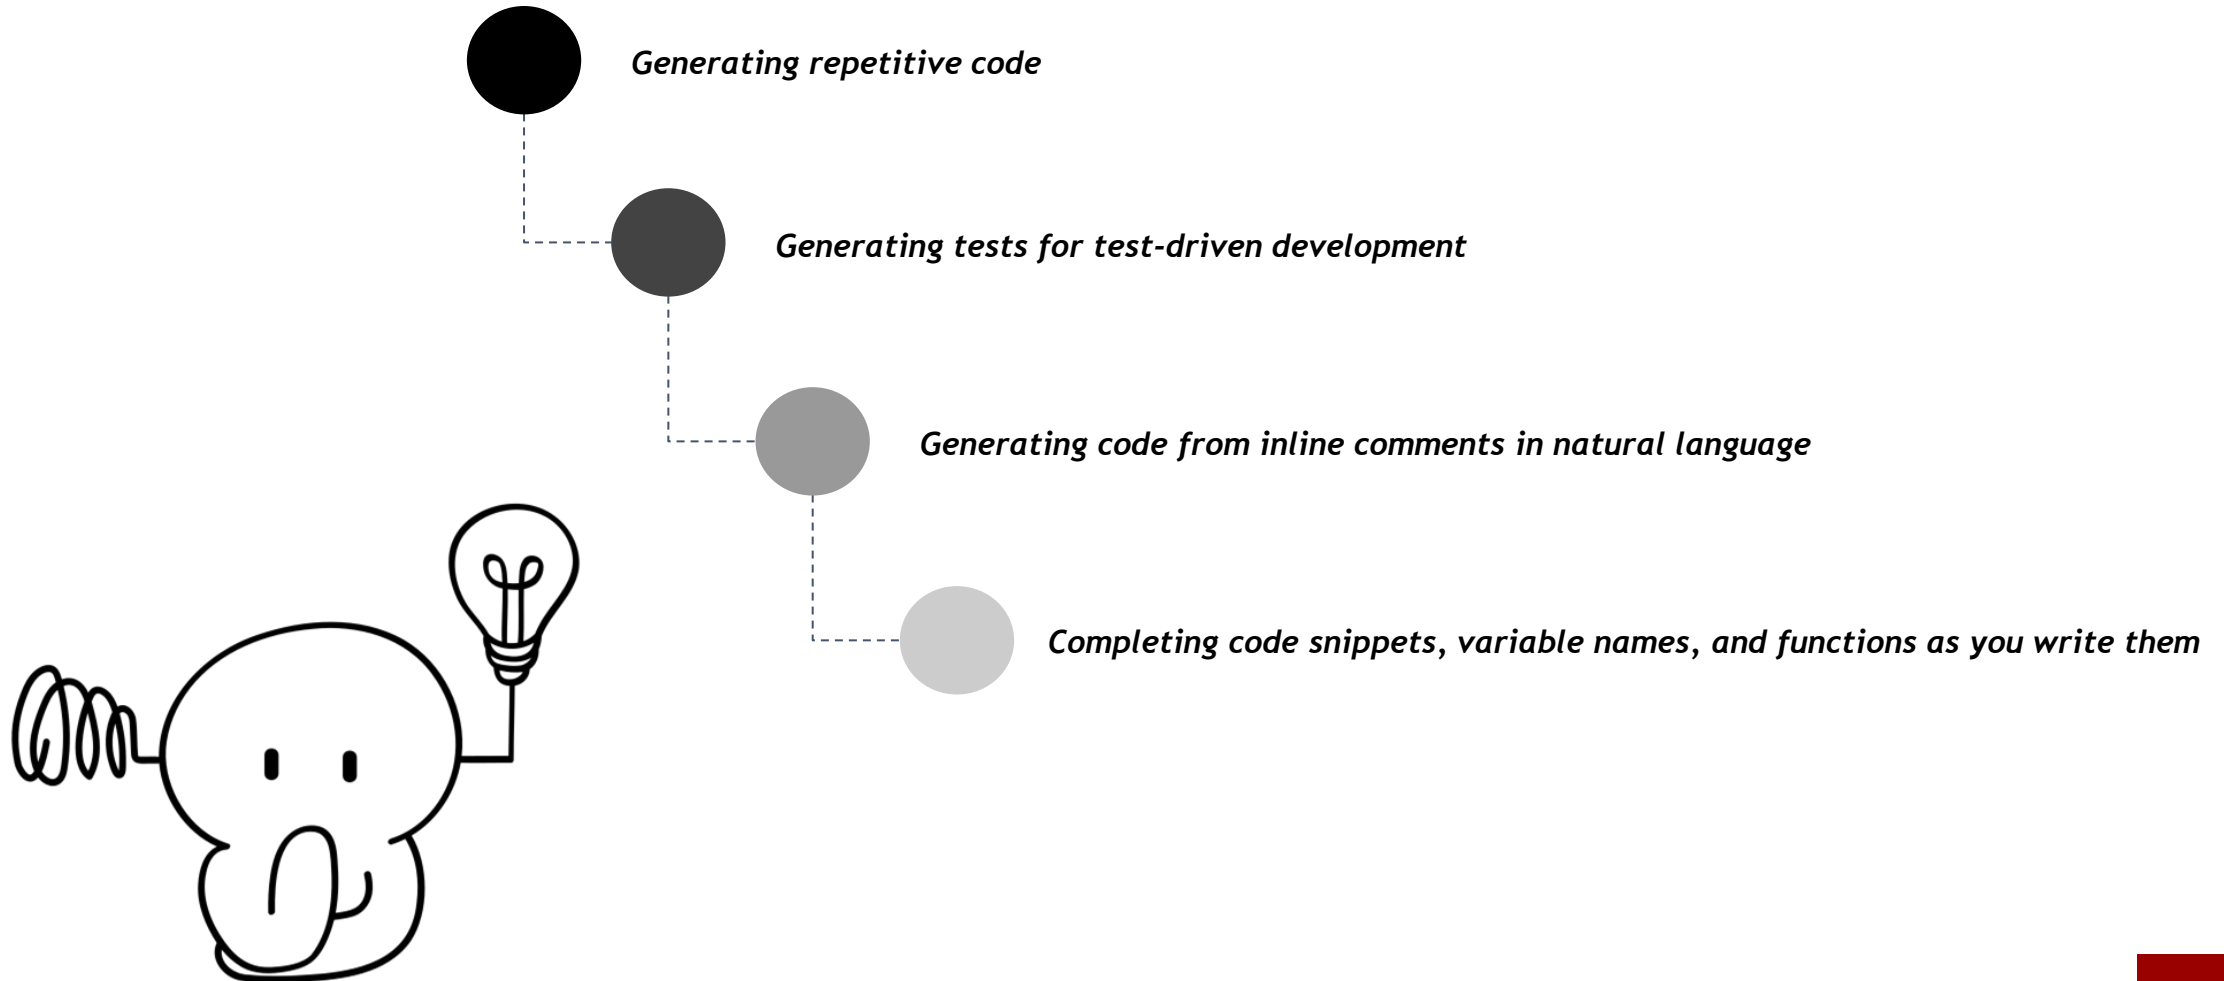 Generating repetitive code
Generating tests for test-driven development
Generating code from inline comments in natural language
Completing code snippets, variable names, and functions as you write them